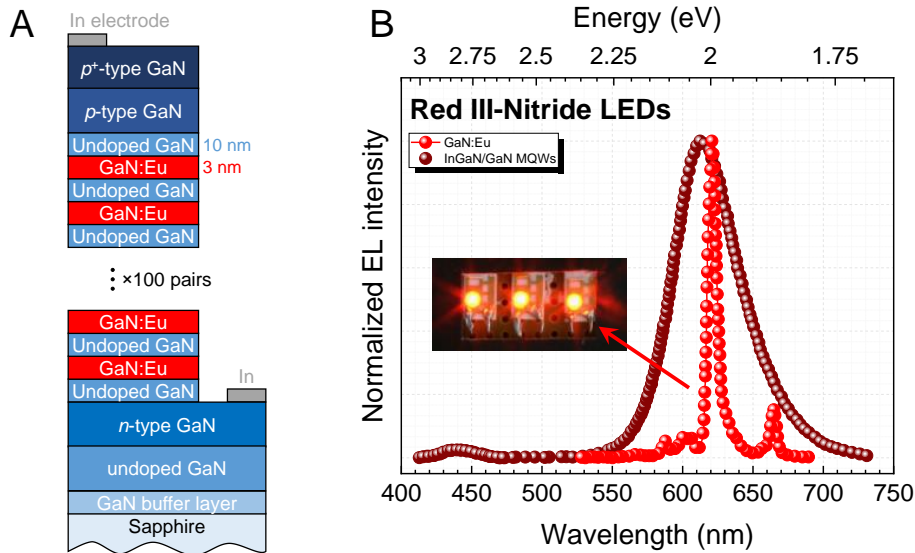 A
In electrode
p⁺-type GaN
p-type GaN
Undoped GaN 10 nm
GaN:Eu 3 nm
Undoped GaN
GaN:Eu
Undoped GaN
⋮ ×100 pairs
GaN:Eu
Undoped GaN
GaN:Eu
Undoped GaN
In
n-type GaN
undoped GaN
GaN buffer layer
Sapphire
B
Energy (eV)
3 2.75 2.5 2.25 2 1.75
Red III-Nitride LEDs
GaN:Eu
InGaN/GaN MQWs
Normalized EL intensity
400 450 500 550 600 650 700 750
Wavelength (nm)